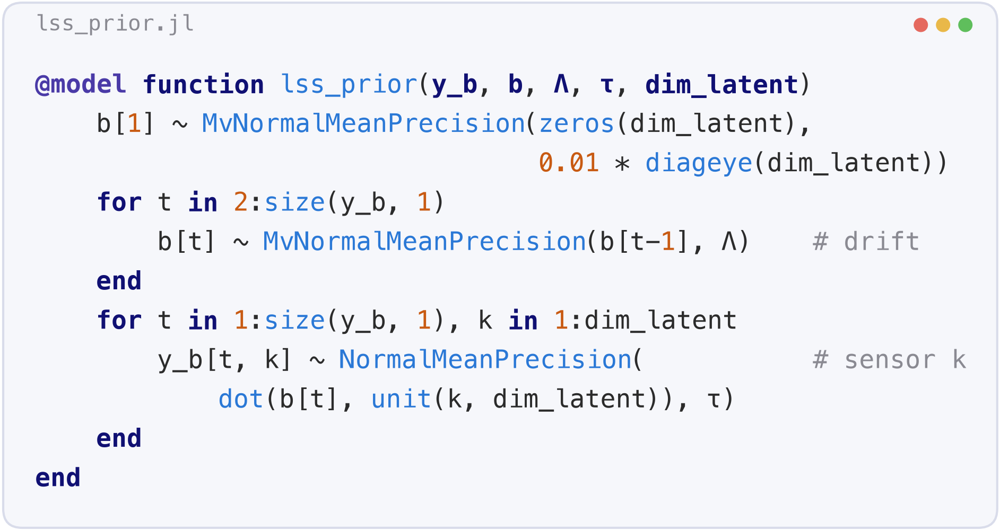 lss_prior.jl
@model function lss_prior(y_b, b, Λ, τ, dim_latent)
    b[1] ~ MvNormalMeanPrecision(zeros(dim_latent),
                                 0.01 * diageye(dim_latent))
    for t in 2:size(y_b, 1)
        b[t] ~ MvNormalMeanPrecision(b[t−1], Λ)    # drift
    end
    for t in 1:size(y_b, 1), k in 1:dim_latent
        y_b[t, k] ~ NormalMeanPrecision(           # sensor k
            dot(b[t], unit(k, dim_latent)), τ)
    end
end